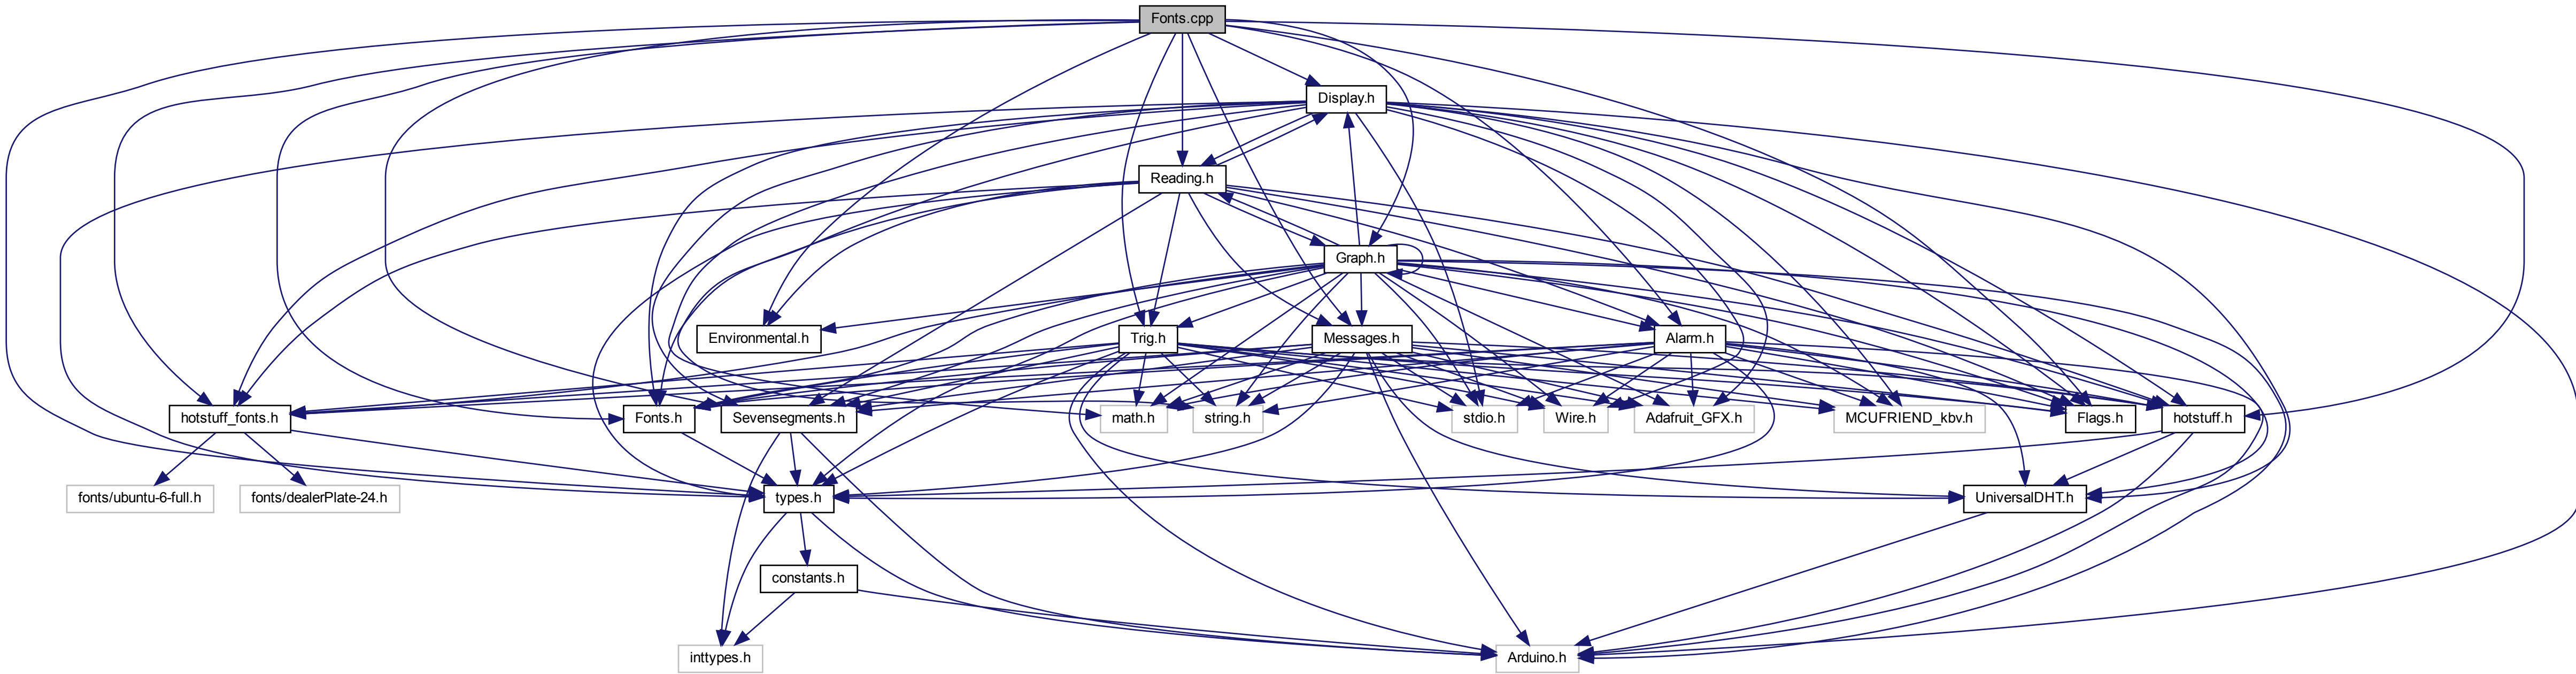 Fonts.cpp
Display.h
Reading.h
Graph.h
Environmental.h
Trig.h
Messages.h
Alarm.h
hotstuff_fonts.h
Fonts.h
Sevensegments.h
math.h
string.h
stdio.h
Wire.h
Adafruit_GFX.h
MCUFRIEND_kbv.h
Flags.h
hotstuff.h
fonts/ubuntu-6-full.h
fonts/dealerPlate-24.h
types.h
UniversalDHT.h
constants.h
inttypes.h
Arduino.h